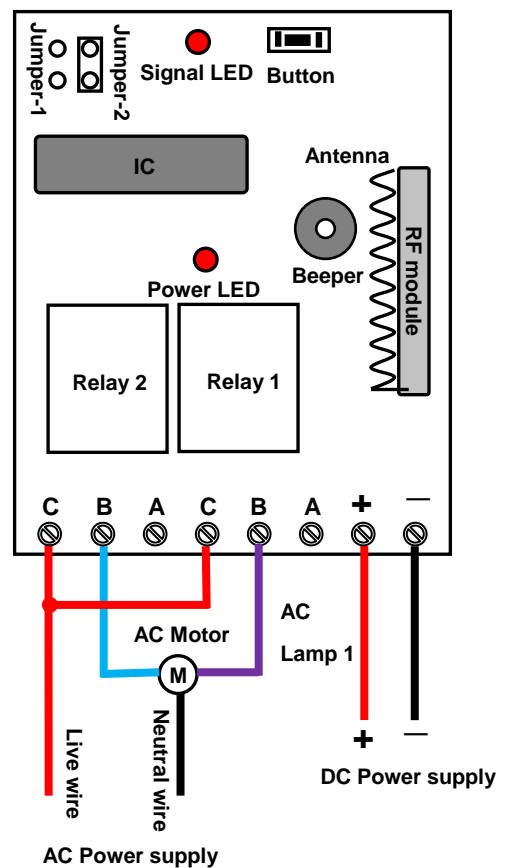 Jumper-1
Jumper-2
Signal LED
Button
IC
Antenna
RF module
Beeper
Power LED
Relay 2
Relay 1
C B A C B A + —
AC Motor
M
AC
Lamp 1
Live wire
Neutral wire
+ —
DC Power supply
AC Power supply